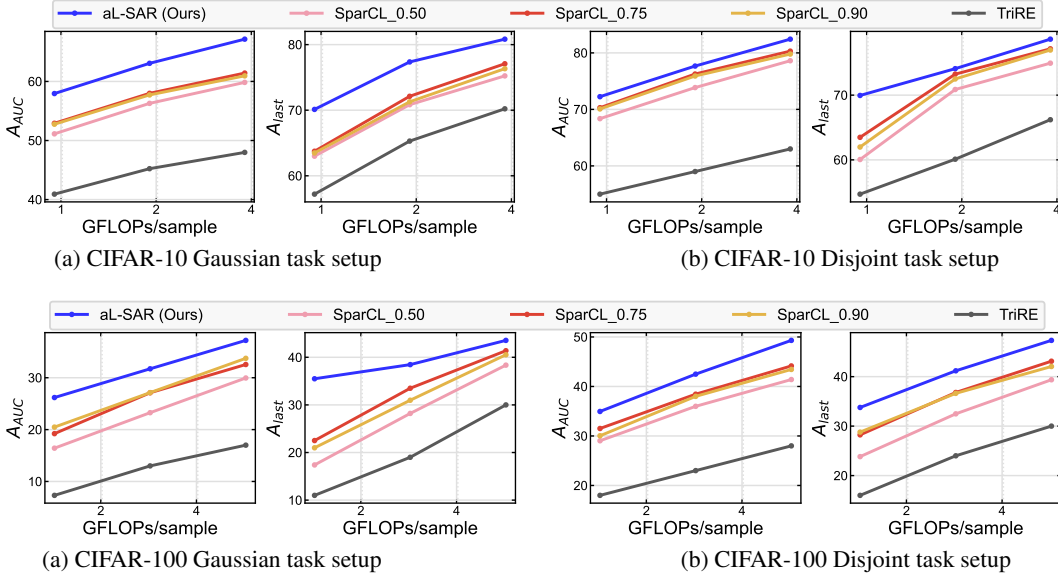 aL-SAR (Ours) SparCL_0.50 SparCL_0.75 SparCL_0.90 TriRE
A_AUC
60
50
40
1 2 4
GFLOPs/sample
A_last
80
70
60
1 2 4
GFLOPs/sample
A_AUC
80
70
60
1 2 4
GFLOPs/sample
A_last
70
60
1 2 4
GFLOPs/sample
(a) CIFAR-10 Gaussian task setup
(b) CIFAR-10 Disjoint task setup
aL-SAR (Ours) SparCL_0.50 SparCL_0.75 SparCL_0.90 TriRE
A_AUC
30
20
10
2 4
GFLOPs/sample
A_last
40
30
20
10
2 4
GFLOPs/sample
A_AUC
50
40
30
20
2 4
GFLOPs/sample
A_last
40
30
20
2 4
GFLOPs/sample
(a) CIFAR-100 Gaussian task setup
(b) CIFAR-100 Disjoint task setup